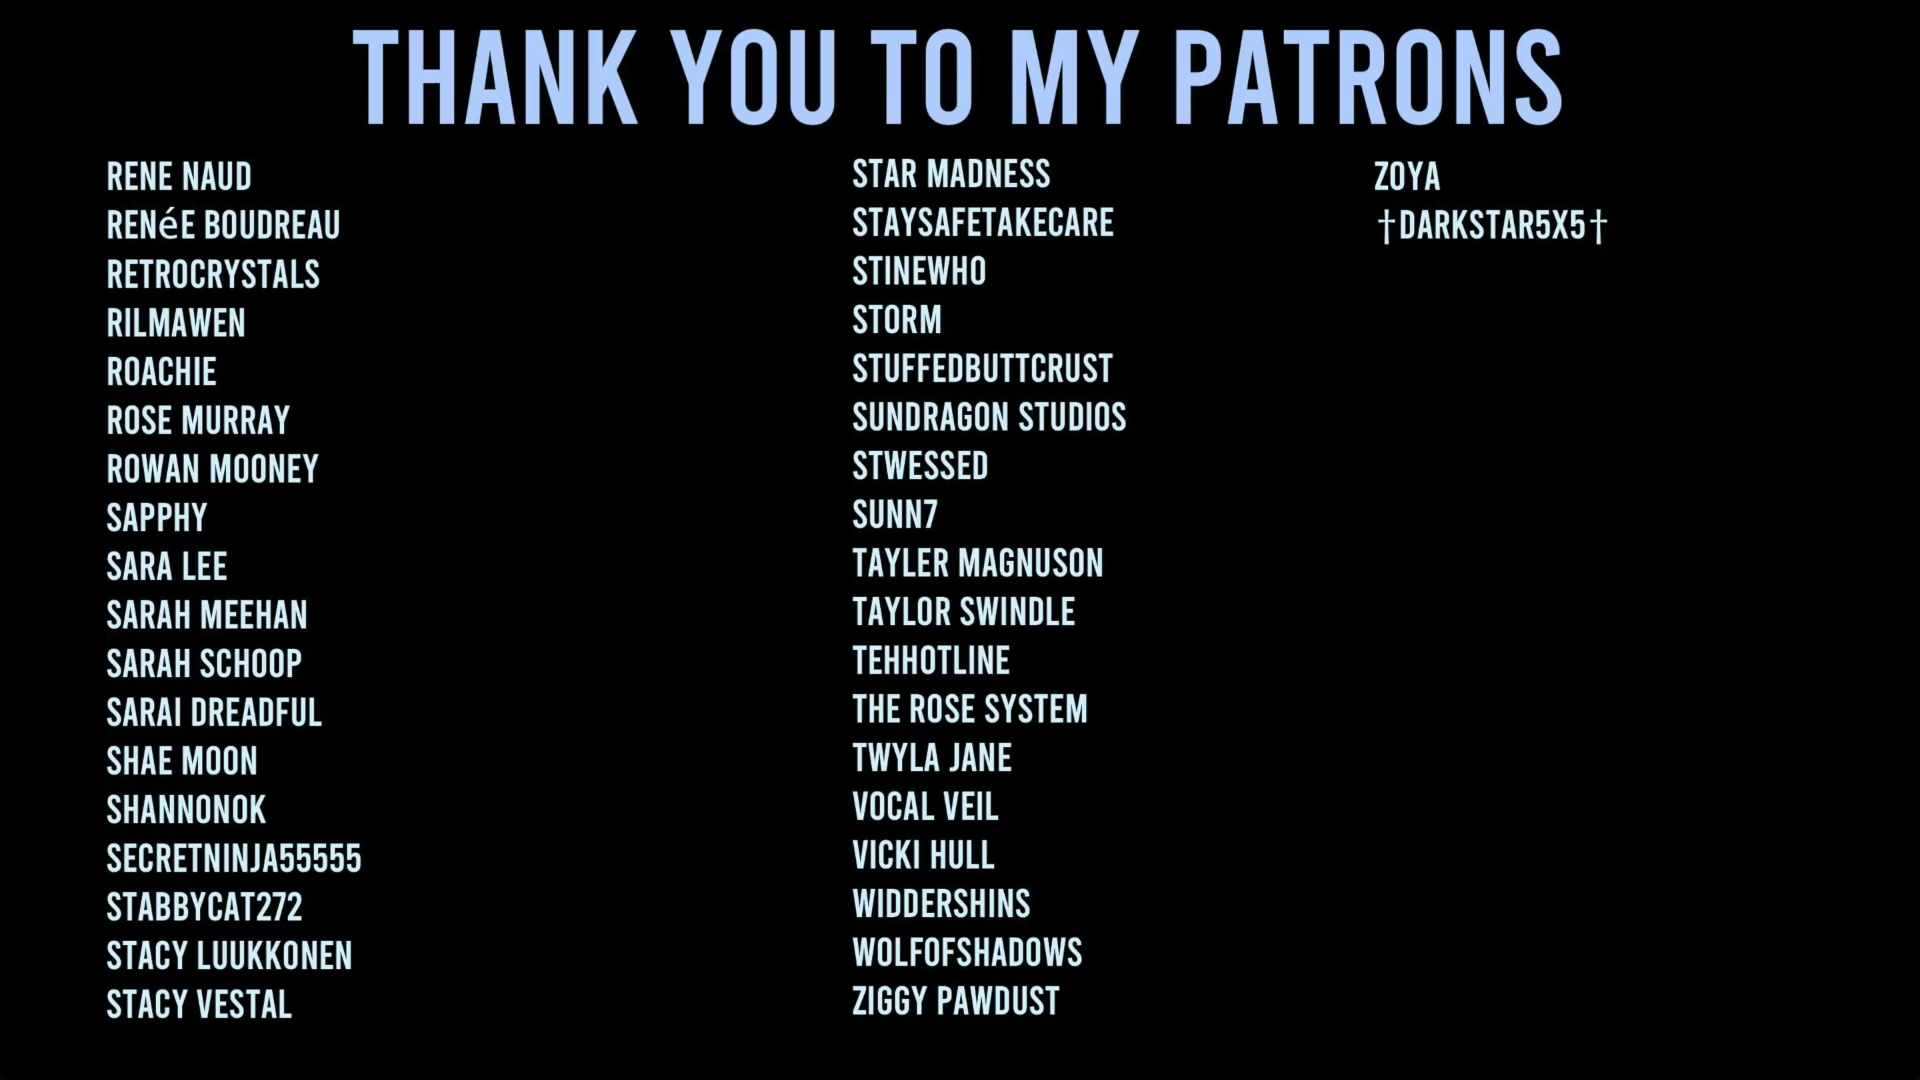 THANK YOU TO MY PATRONS
RENE NAUD
RENéE BOUDREAU
RETROCRYSTALS
RILMAWEN
ROACHIE
ROSE MURRAY
ROWAN MOONEY
SAPPHY
SARA LEE
SARAH MEEHAN
SARAH SCHOOP
SARAI DREADFUL
SHAE MOON
SHANNONOK
SECRETNINJA55555
STABBYCAT272
STACY LUUKKONEN
STACY VESTAL
STAR MADNESS
STAYSAFETAKECARE
STINEWHO
STORM
STUFFEDBUTTCRUST
SUNDRAGON STUDIOS
STWESSED
SUNN7
TAYLER MAGNUSON
TAYLOR SWINDLE
TEHHOTLINE
THE ROSE SYSTEM
TWYLA JANE
VOCAL VEIL
VICKI HULL
WIDDERSHINS
WOLFOFSHADOWS
ZIGGY PAWDUST
ZOYA
†DARKSTAR5X5†